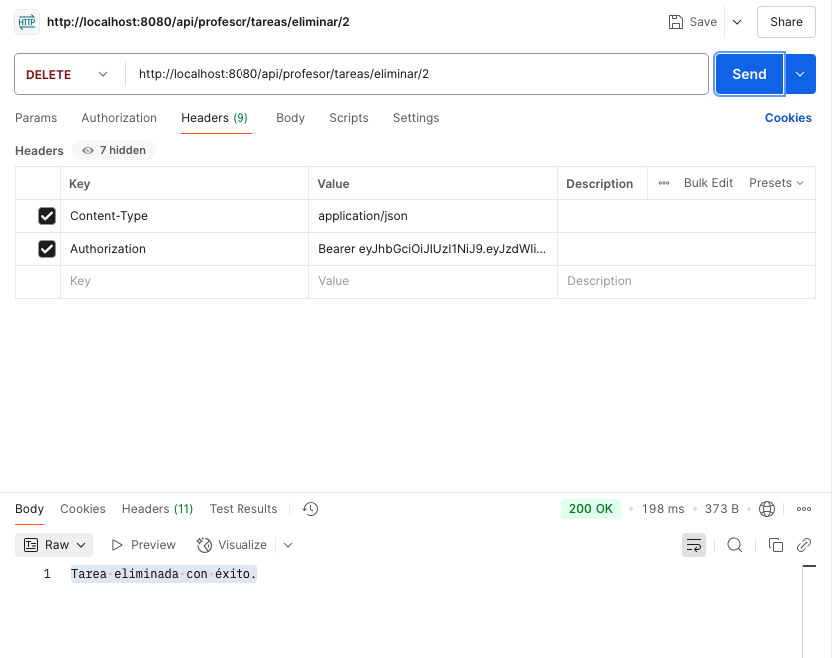 HTTP http://localhost:8080/api/profesor/tareas/eliminar/2 Save Share
DELETE http://localhost:8080/api/profesor/tareas/eliminar/2 Send
Params Authorization Headers (9) Body Scripts Settings Cookies
Headers 7 hidden
Key Value Description Bulk Edit Presets
Content-Type application/json
Authorization Bearer eyJhbGciOiJIUzI1NiJ9.eyJzdWIi...
Key Value Description
Body Cookies Headers (11) Test Results 200 OK 198 ms 373 B
Raw Preview Visualize
1 Tarea eliminada con éxito.